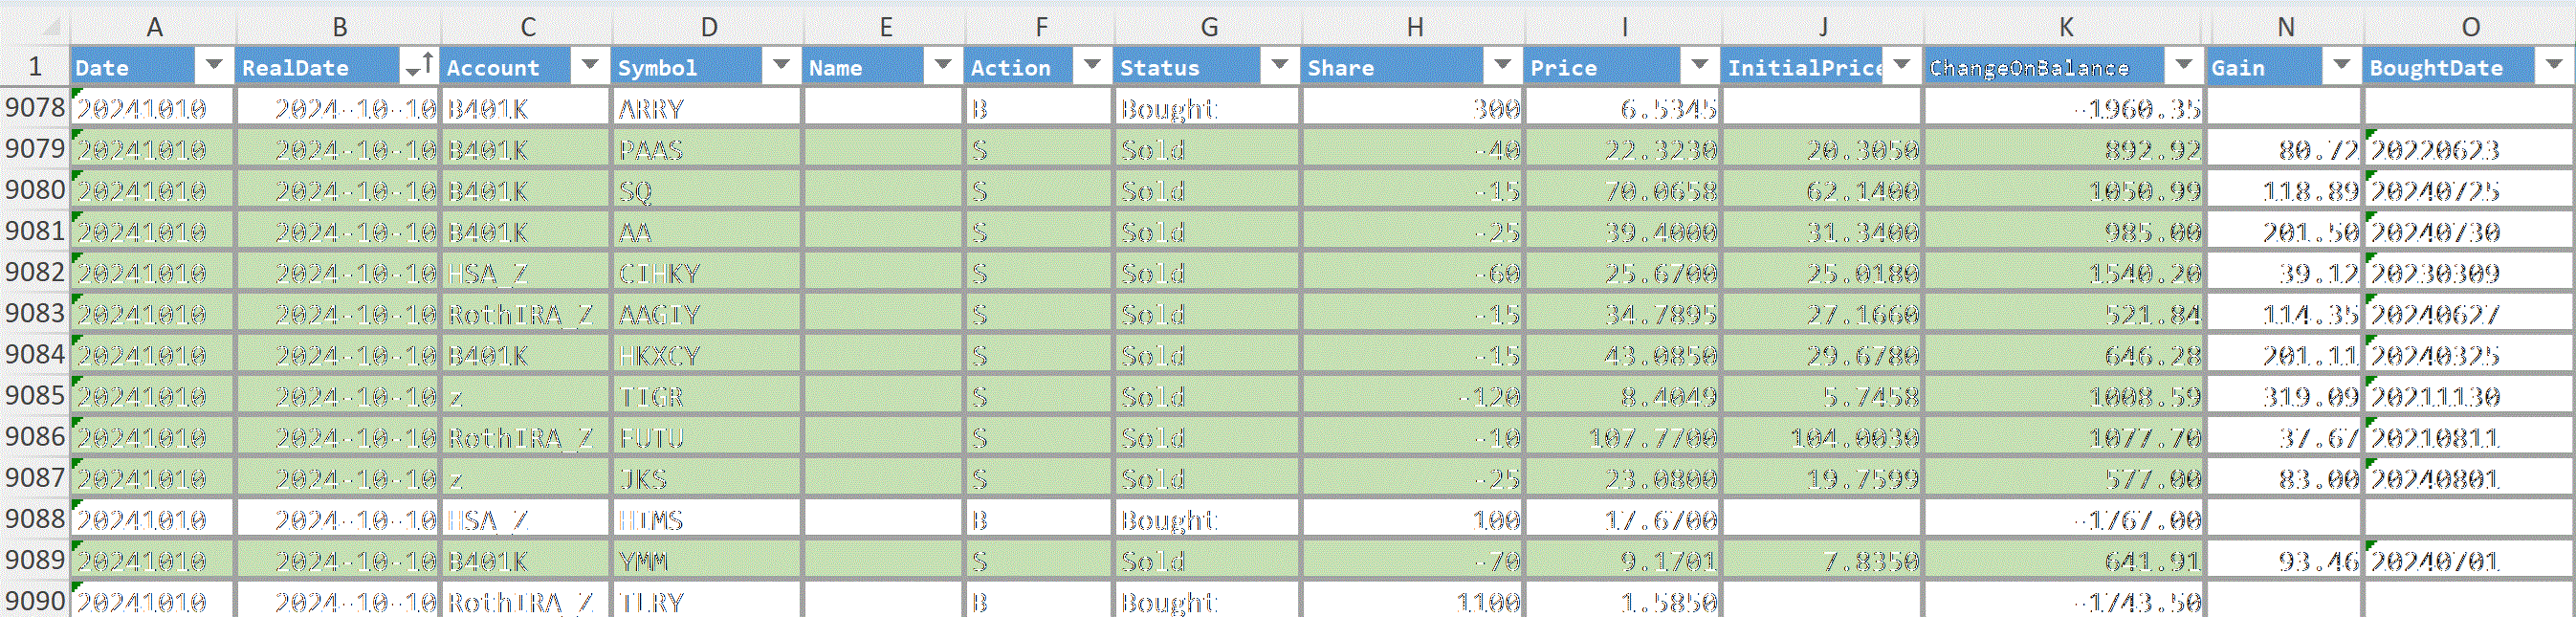 A B C D E F G H I J K N O
1 Date RealDate Account Symbol Name Action Status Share Price InitialPrice ChangeOnBalance Gain BoughtDate
9078 20241010 2024-10-10 B401K ARRY B Bought 300 6.5345 -1960.35
9079 20241010 2024-10-10 B401K PAAS S Sold -40 22.3230 20.3050 892.92 80.72 20220623
9080 20241010 2024-10-10 B401K SQ S Sold -15 70.0658 62.1400 1050.99 118.89 20240725
9081 20241010 2024-10-10 B401K AA S Sold -25 39.4000 31.3400 985.00 201.50 20240730
9082 20241010 2024-10-10 HSA_Z CIHKY S Sold -60 25.6700 25.0180 1540.20 39.12 20230309
9083 20241010 2024-10-10 RothIRA_Z AAGIY S Sold -15 34.7895 27.1660 521.84 114.35 20240627
9084 20241010 2024-10-10 B401K HKXCY S Sold -15 43.0850 29.6780 646.28 201.11 20240325
9085 20241010 2024-10-10 z TIGR S Sold -120 8.4049 5.7458 1008.59 319.09 20211130
9086 20241010 2024-10-10 RothIRA_Z FUTU S Sold -10 107.7700 104.0030 1077.70 37.67 20210811
9087 20241010 2024-10-10 z JKS S Sold -25 23.0800 19.7599 577.00 83.00 20240801
9088 20241010 2024-10-10 HSA_Z HIMS B Bought 100 17.6700 -1767.00
9089 20241010 2024-10-10 B401K YMM S Sold -70 9.1701 7.8350 641.91 93.46 20240701
9090 20241010 2024-10-10 RothIRA_Z TLRY B Bought 1100 1.5850 -1743.50